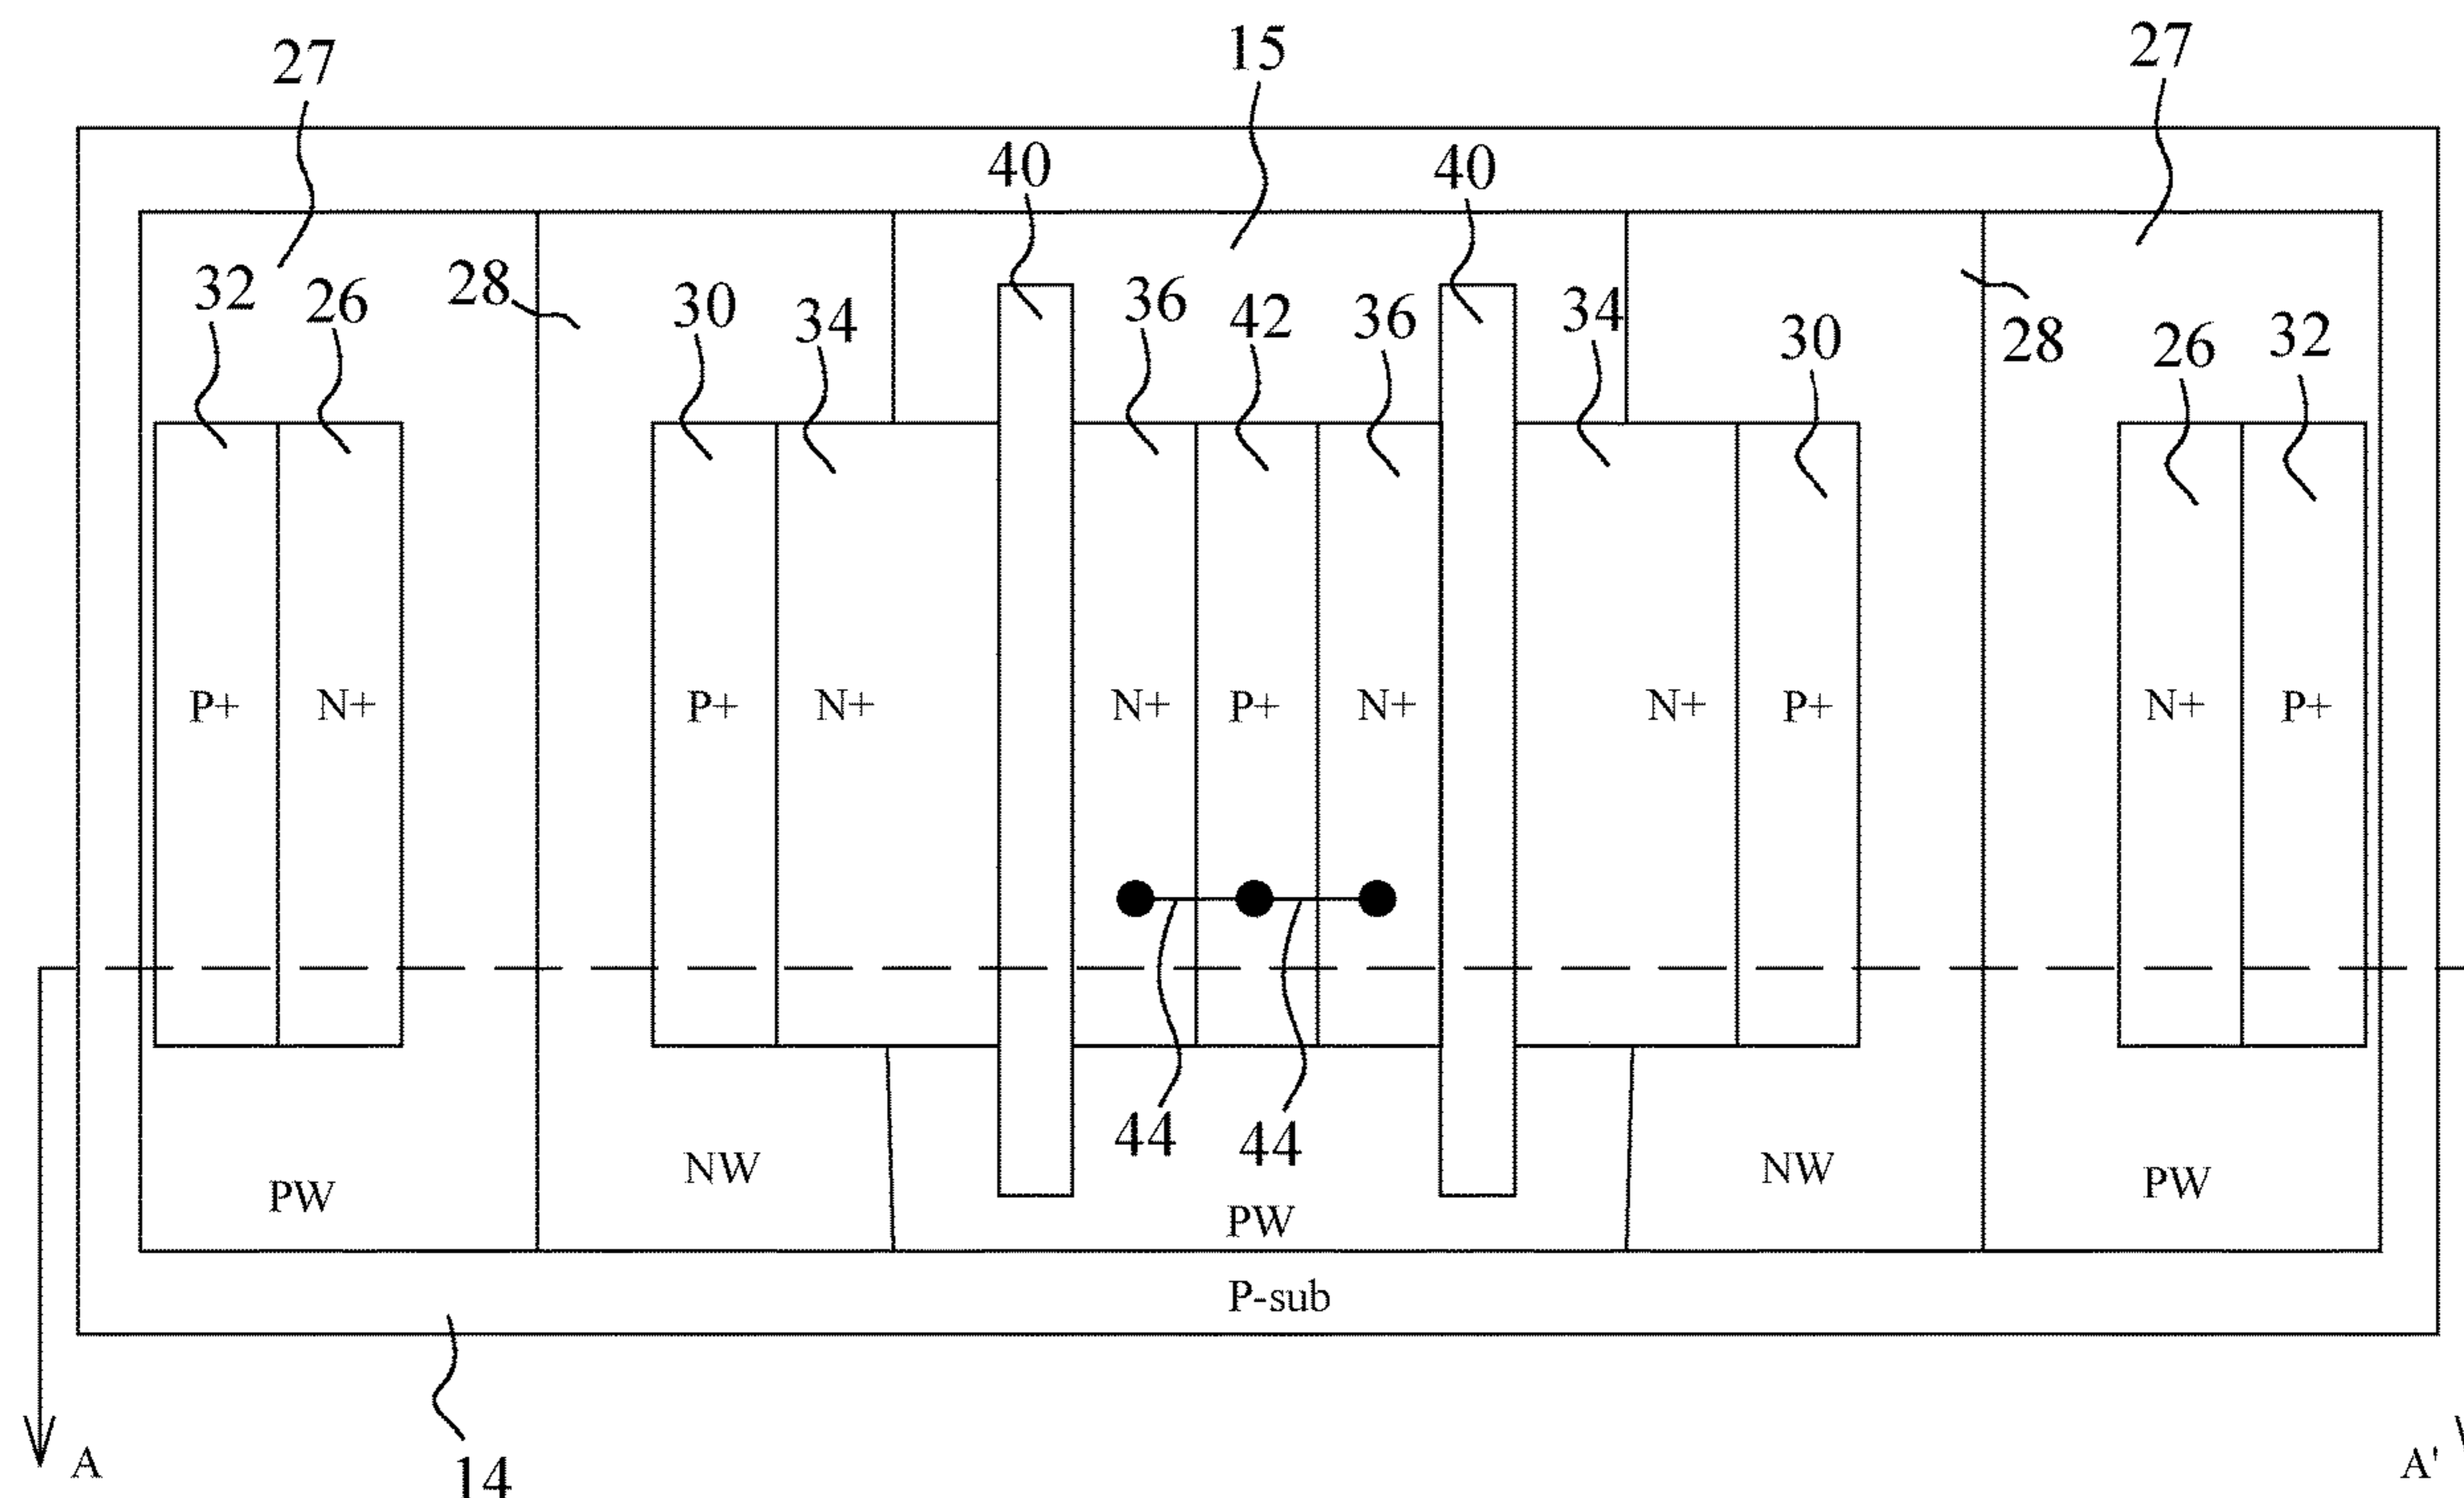 27 15 27
40 40
32 26 28 30 34 36 42 36 34 30 28 26 32
P+ N+ P+ N+ N+ P+ N+ N+ P+ N+ P+
44 44
PW NW PW NW PW
P-sub
A 14 A'